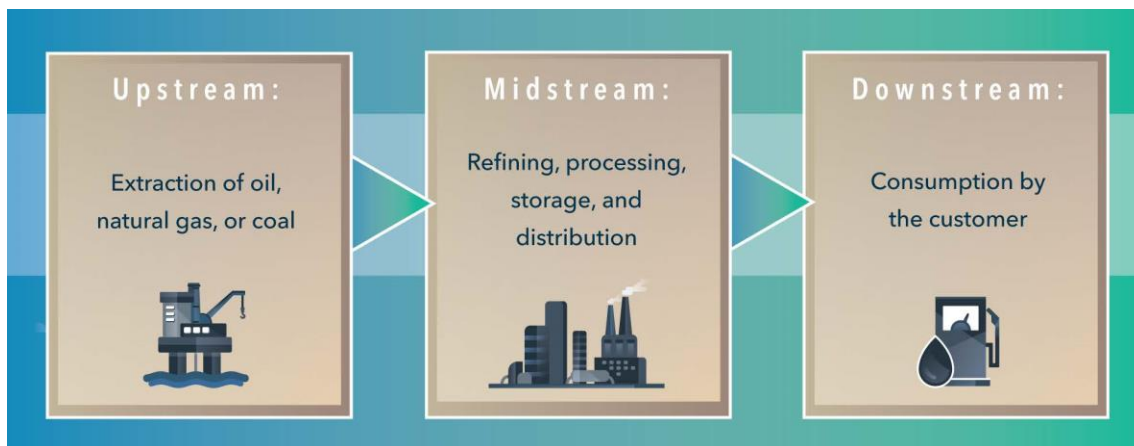 Upstream:
Extraction of oil,
natural gas, or coal
Midstream:
Refining, processing,
storage, and
distribution
Downstream:
Consumption by
the customer